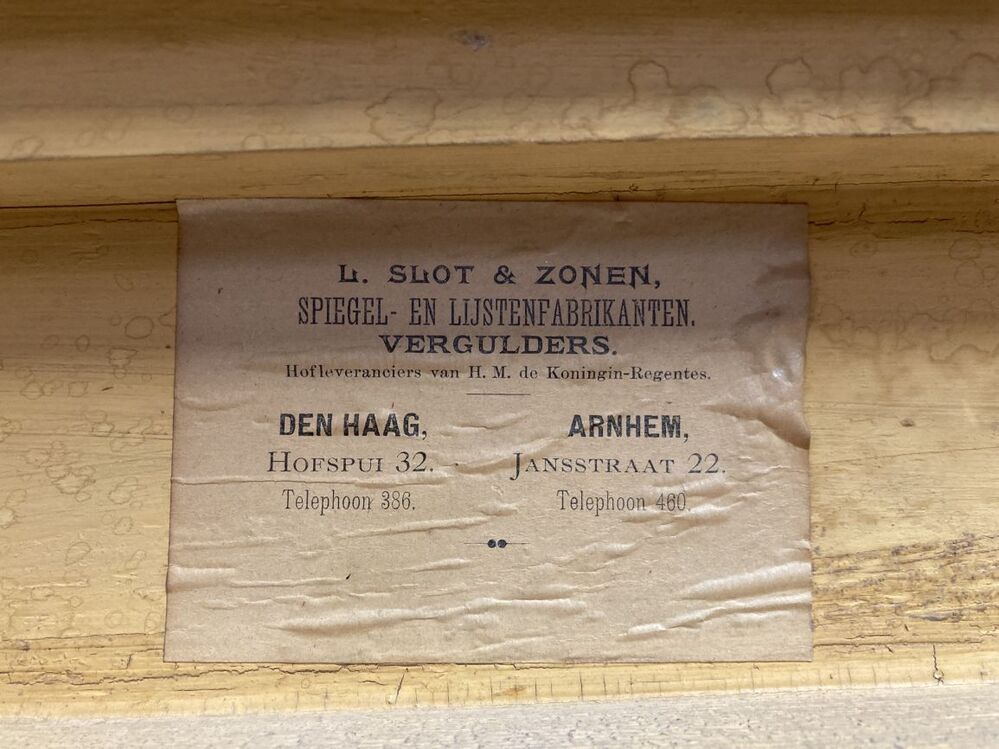 L. SLOT & ZONEN,
SPIEGEL- EN LIJSTENFABRIKANTEN.
VERGULDERS.
Hofleveranciers van H. M. de Koningin-Regentes.
DEN HAAG,
HOFSPUI 32.
Telephoon 386.
ARNHEM,
JANSSTRAAT 22.
Telephoon 460.